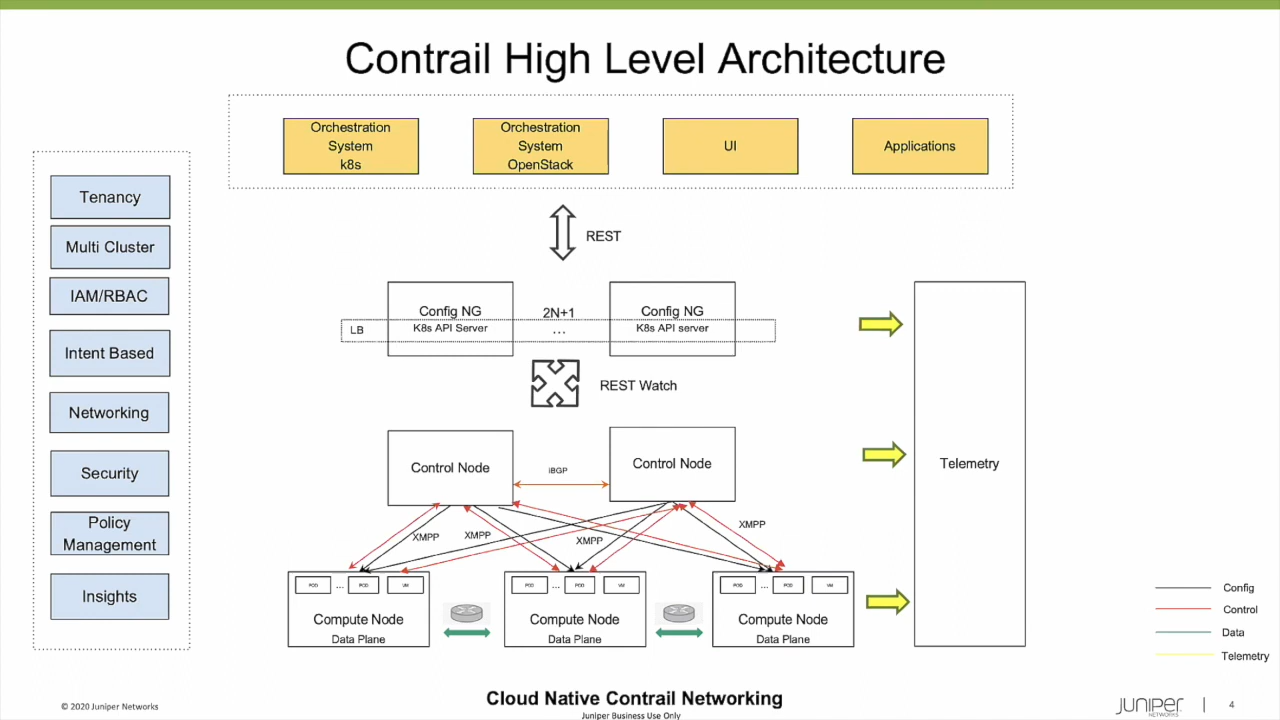 Contrail High Level Architecture
Orchestration
System
k8s
Orchestration
System
OpenStack
UI
Applications
Tenancy
Multi Cluster
IAM/RBAC
Intent Based
Networking
Security
Policy
Management
Insights
REST
Config NG
K8s API Server
2N+1
...
Config NG
K8s API server
LB
REST Watch
Control Node
iBGP
Control Node
XMPP
XMPP
XMPP
XMPP
POD
...
POD
VM
Compute Node
Data Plane
POD
...
POD
VM
Compute Node
Data Plane
POD
...
POD
VM
Compute Node
Data Plane
Telemetry
Config
Control
Data
Telemetry
© 2020 Juniper Networks
Cloud Native Contrail Networking
Juniper Business Use Only
JUNIPER
NETWORKS
4